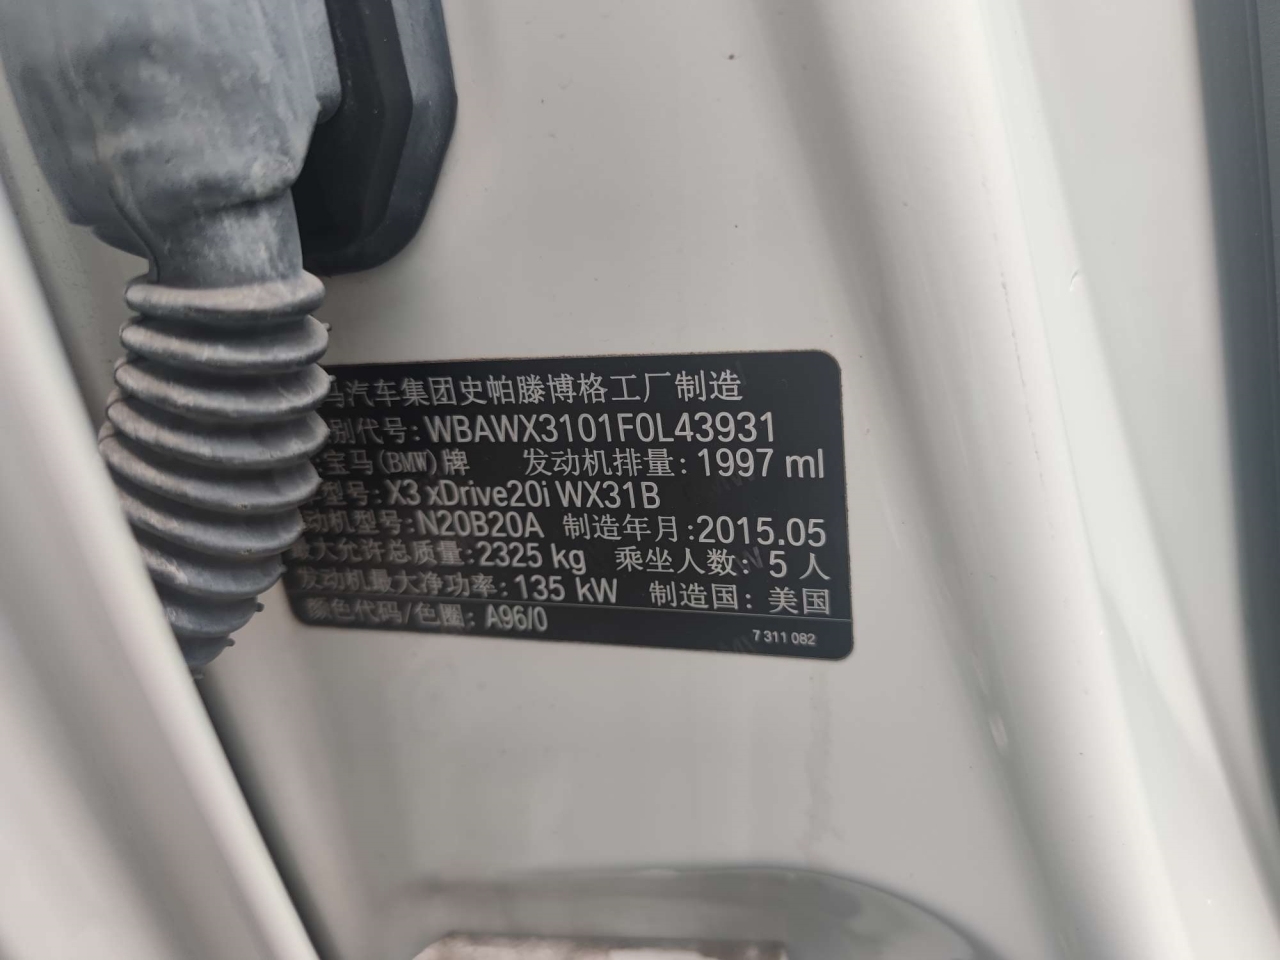 马汽车集团史帕滕博格工厂制造
别代号: WBAWX3101F0L43931
宝马(BMW)牌 发动机排量: 1997 ml
型号: X3 xDrive20i WX31B
动机型号: N20B20A 制造年月: 2015.05
最大允许总质量: 2325 kg 乘坐人数: 5 人
发动机最大净功率: 135 kW 制造国: 美国
颜色代码/色圈: A96/0
7 311 082